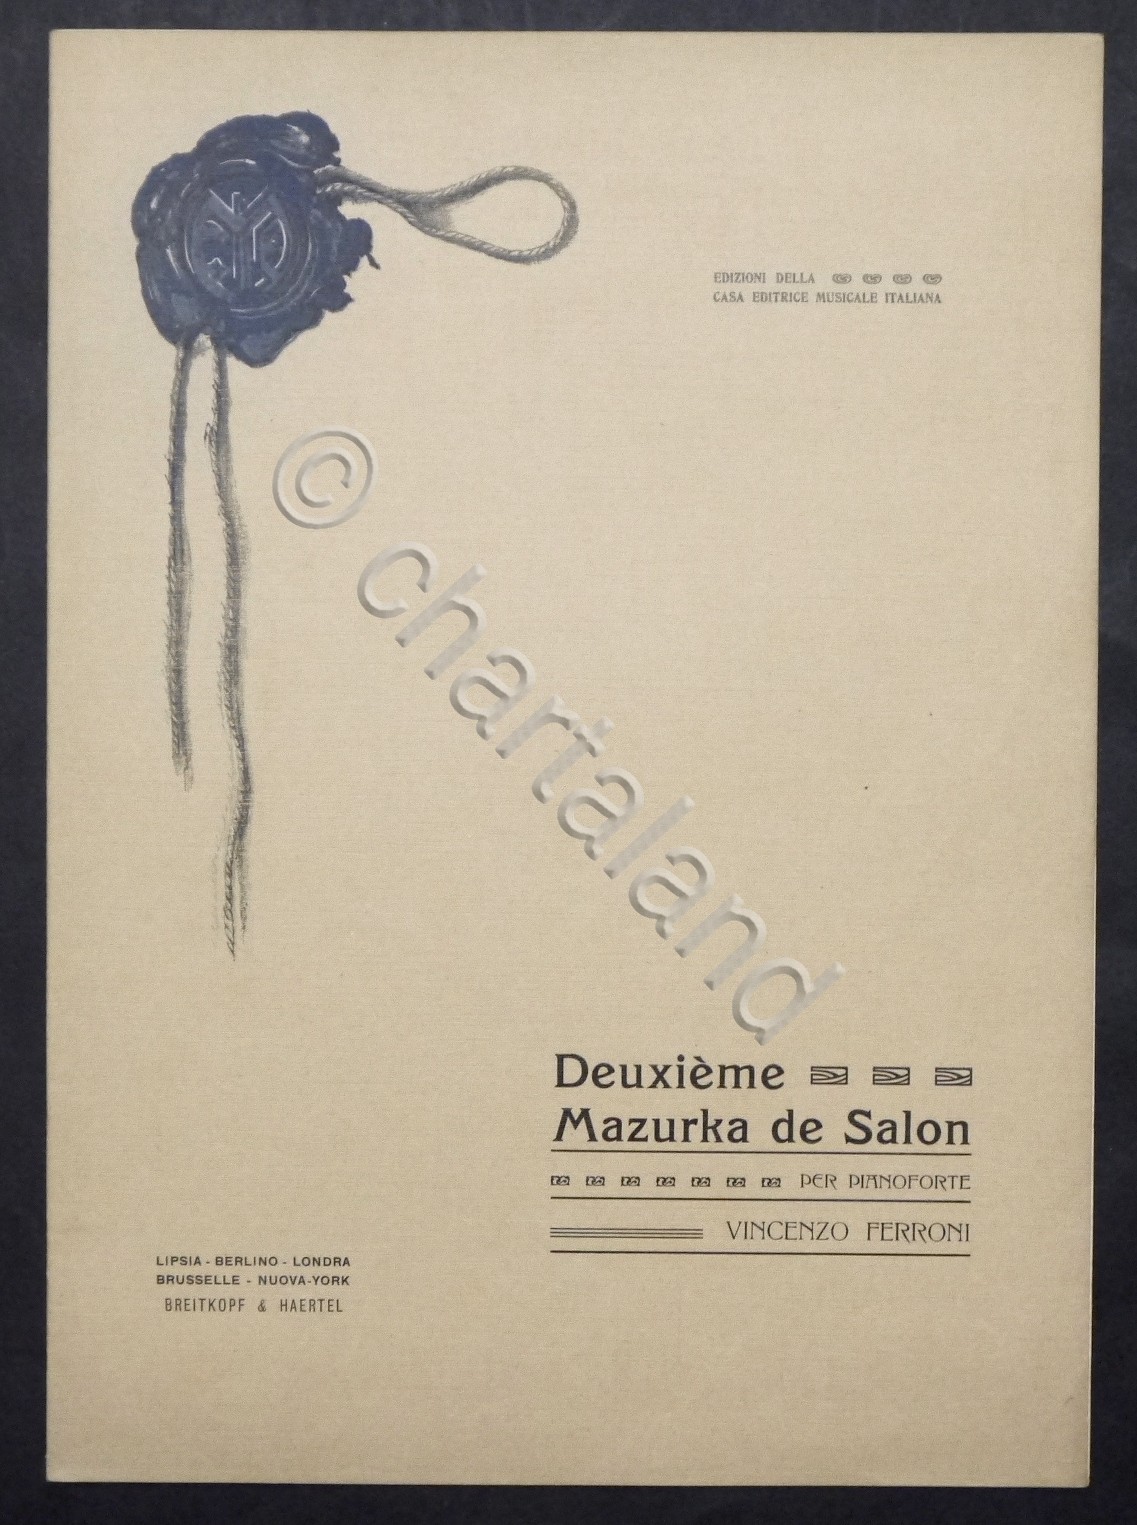 EDIZIONI DELLA
CASA EDITRICE MUSICALE ITALIANA
© chartaland
Deuxième
Mazurka de Salon
PER PIANOFORTE
VINCENZO FERRONI
LIPSIA - BERLINO - LONDRA
BRUSSELLE - NUOVA-YORK
BREITKOPF & HAERTEL